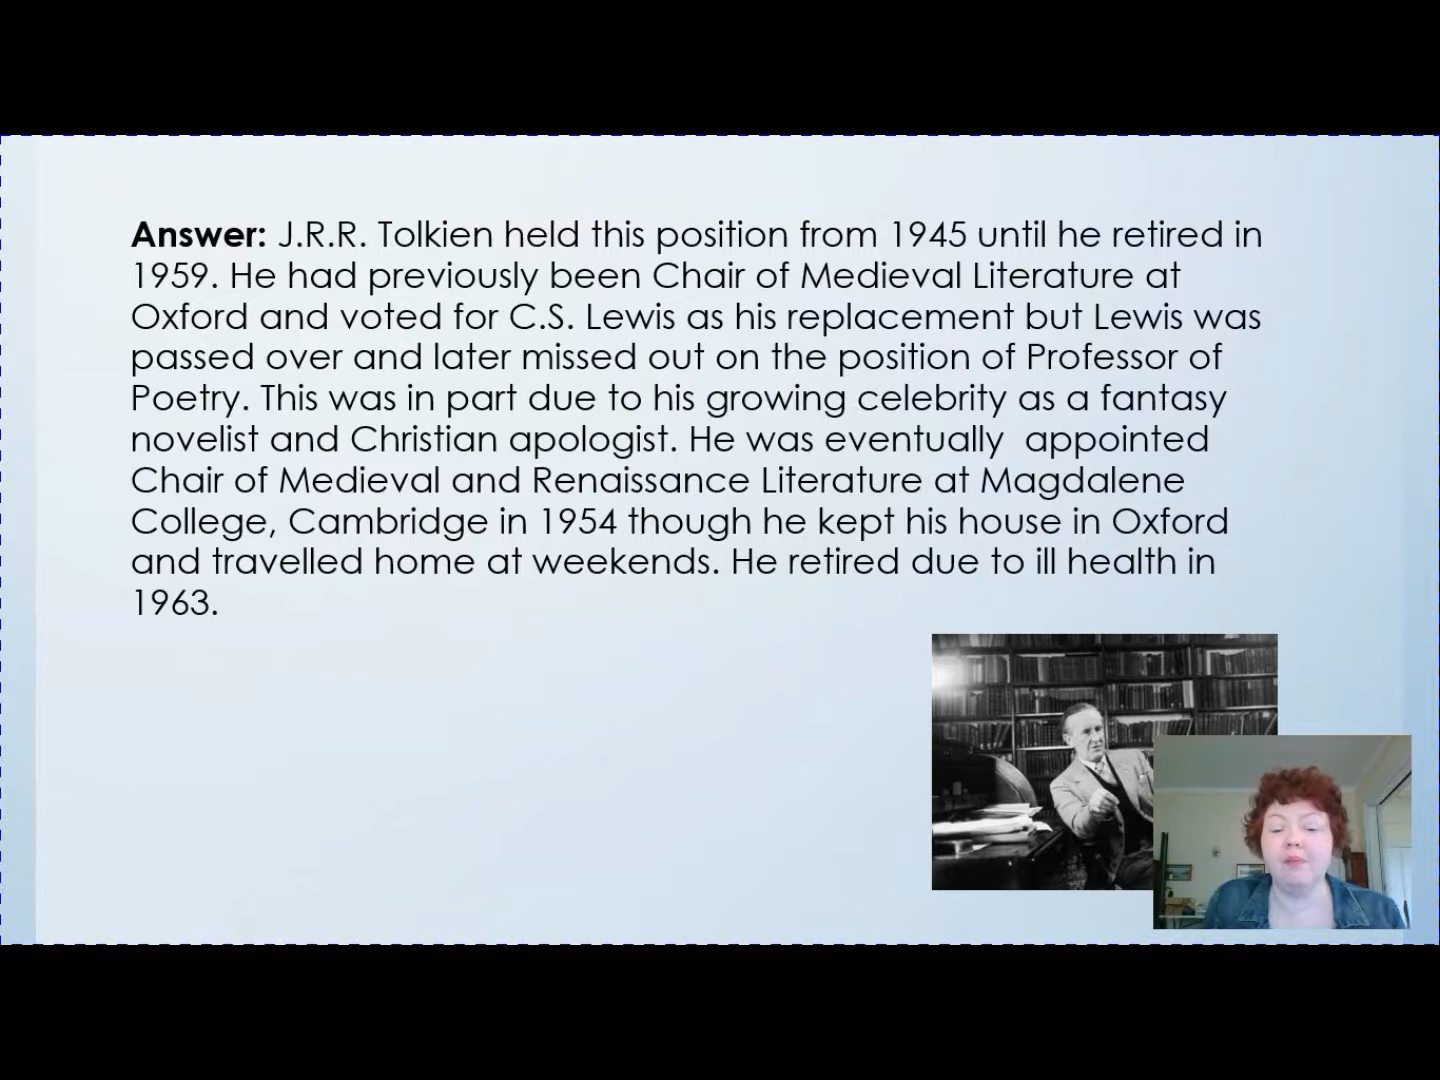 Answer: J.R.R. Tolkien held this position from 1945 until he retired in
1959. He had previously been Chair of Medieval Literature at
Oxford and voted for C.S. Lewis as his replacement but Lewis was
passed over and later missed out on the position of Professor of
Poetry. This was in part due to his growing celebrity as a fantasy
novelist and Christian apologist. He was eventually  appointed
Chair of Medieval and Renaissance Literature at Magdalene
College, Cambridge in 1954 though he kept his house in Oxford
and travelled home at weekends. He retired due to ill health in
1963.